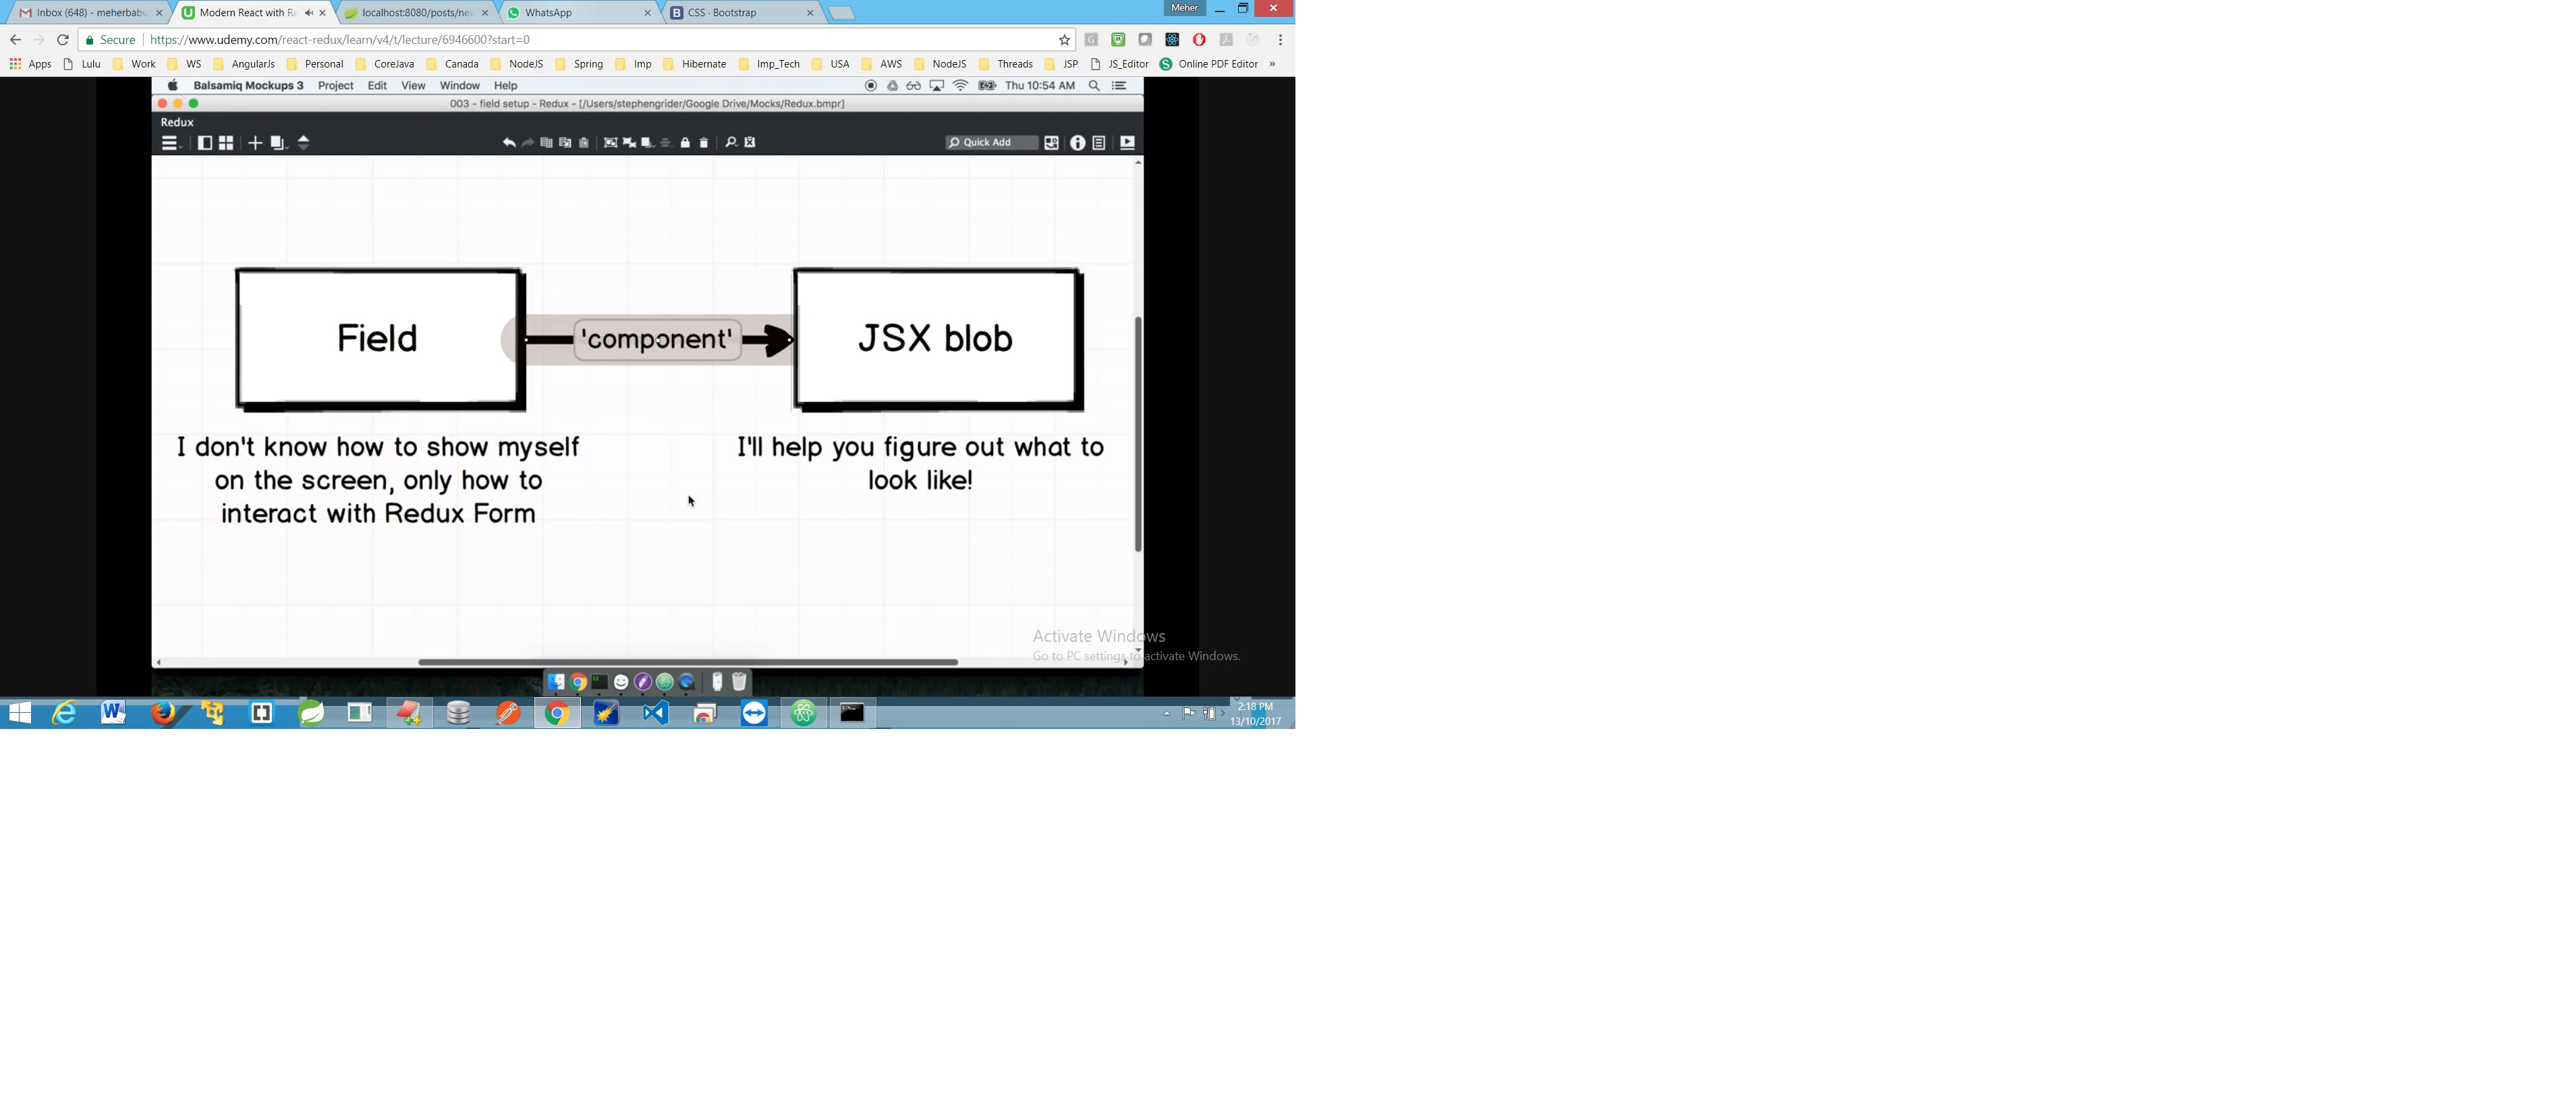 Inbox (648) - meherbabu
Modern React with Re
localhost:8080/posts/new
WhatsApp
CSS · Bootstrap
Meher
Secure
https://www.udemy.com/react-redux/learn/v4/t/lecture/6946600?start=0
Apps
Lulu
Work
WS
AngularJs
Personal
CoreJava
Canada
NodeJS
Spring
Imp
Hibernate
Imp_Tech
USA
AWS
NodeJS
Threads
JSP
JS_Editor
Online PDF Editor
»
Balsamiq Mockups 3
Project
Edit
View
Window
Help
Thu 10:54 AM
003 - field setup - Redux - [/Users/stephengrider/Google Drive/Mocks/Redux.bmpr]
Redux
Quick Add
Field
'component'
JSX blob
I don't know how to show myself
on the screen, only how to
interact with Redux Form
I'll help you figure out what to
look like!
Activate Windows
Go to PC settings to activate Windows.
2:18 PM
13/10/2017